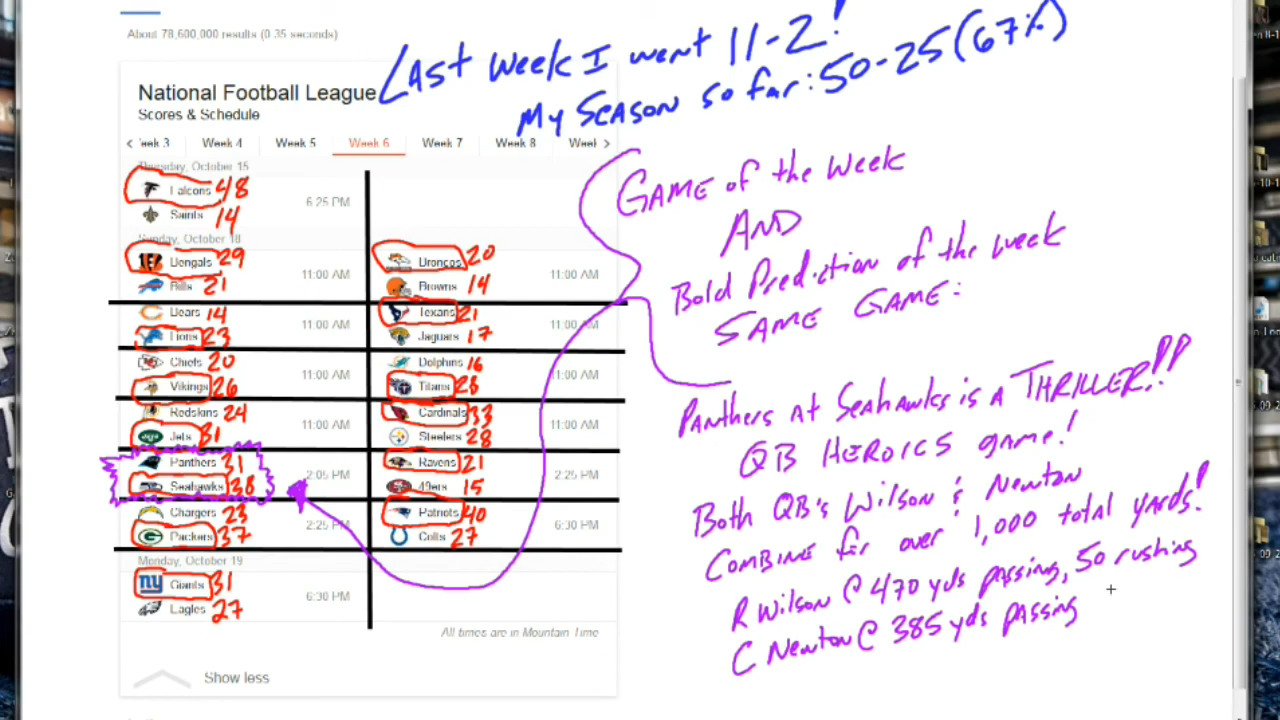 About 78,600,000 results (0.35 seconds)
Last week I went 11-2!
My Season so far: 50-25 (67%)
National Football League
Scores & Schedule
Week 4
Week 5
Week 6
Week 7
Week 8
Thursday, October 15
Falcons 48
Saints 14
6:25 PM
Sunday, October 18
Bengals 29
Bills 21
11:00 AM
Broncos 20
Browns 14
11:00 AM
Bears 14
Lions 23
11:00 AM
Texans 21
Jaguars 17
11:00 AM
Chiefs 20
Vikings 26
11:00 AM
Dolphins 16
Titans 28
11:00 AM
Redskins 24
Jets 31
11:00 AM
Cardinals 33
Steelers 28
11:00 AM
Panthers 31
Seahawks 38
2:05 PM
Ravens 21
49ers 15
2:25 PM
Chargers 23
Packers 37
2:25 PM
Patriots 40
Colts 27
6:30 PM
Monday, October 19
Giants 31
Eagles 27
6:30 PM
All times are in Mountain Time
Show less
GAME of the Week
AND
Bold Prediction of the week
SAME GAME:
Panthers At Seahawks is A THRILLER!!
QB HEROICS game!
Both QB's Wilson & Newton
Combine for over 1,000 total yards!
R Wilson @ 470 yds passing, 50 rushing
C Newton @ 385 yds passing